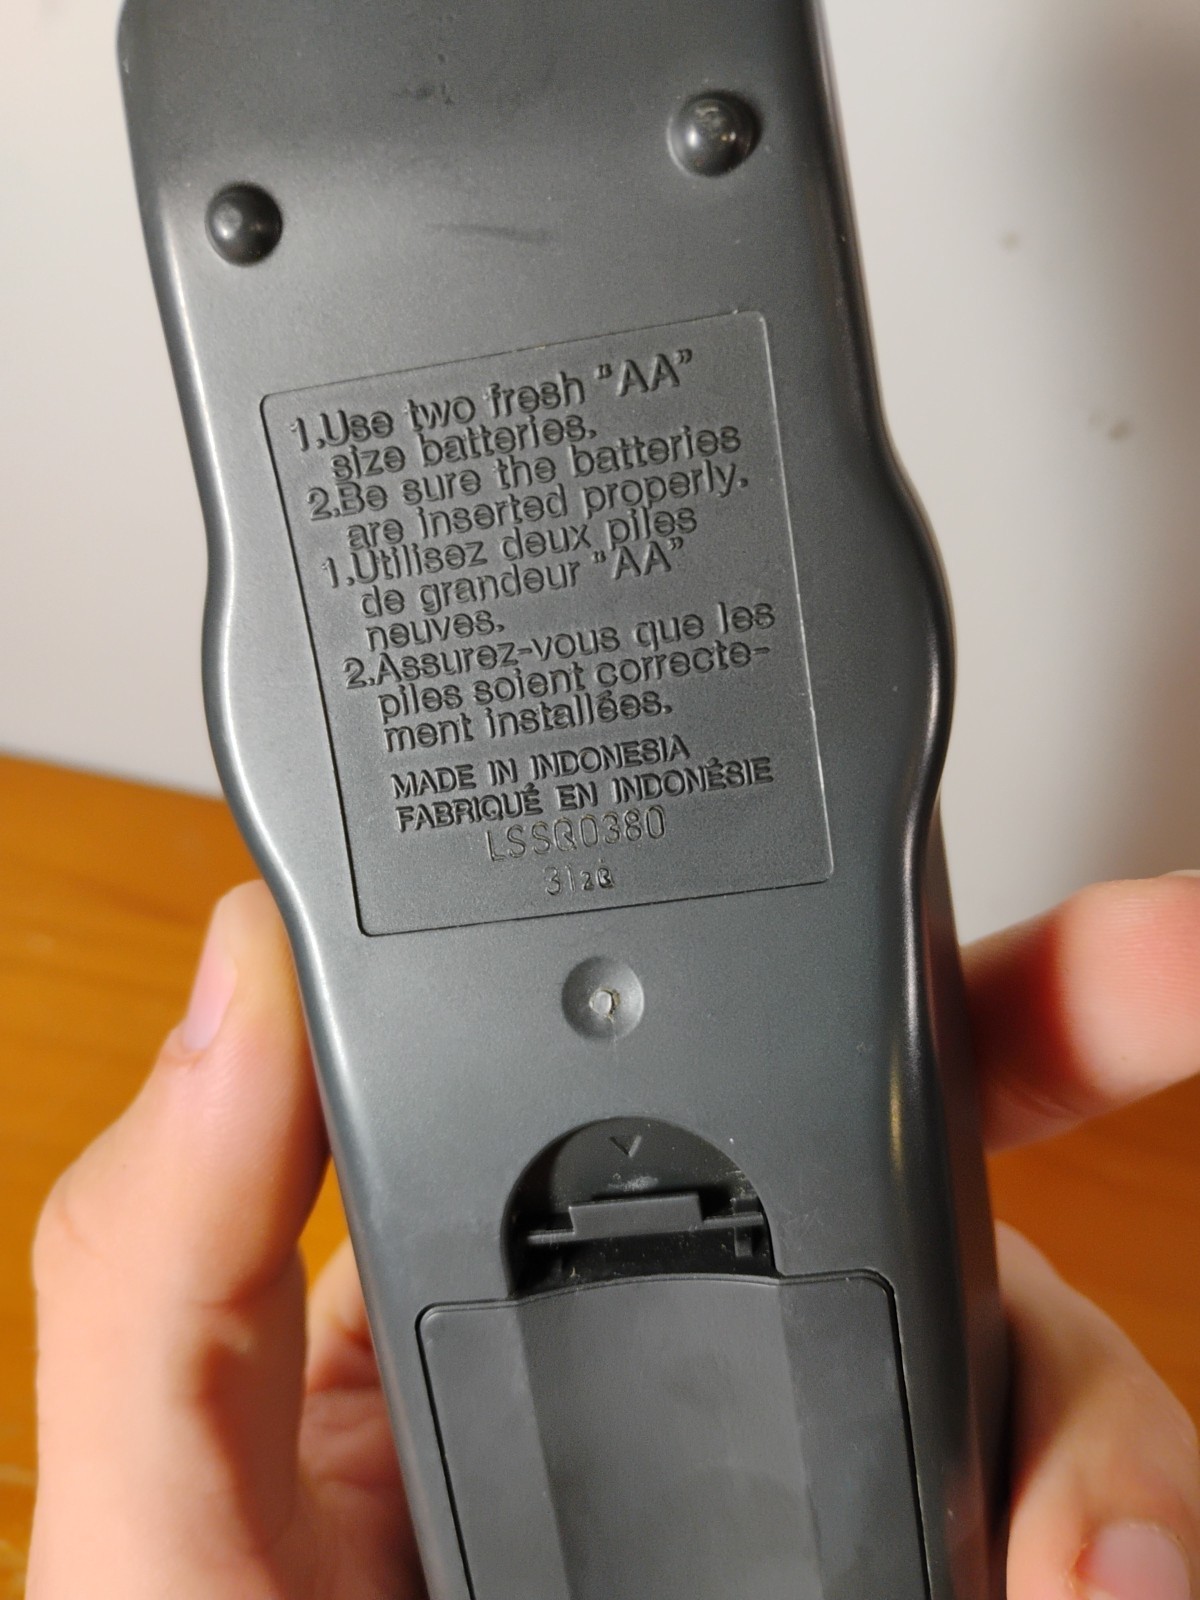 1.Use two fresh "AA"
size batteries.
2.Be sure the batteries
are inserted properly.
1.Utilisez deux piles
de grandeur "AA"
neuves.
2.Assurez-vous que les
piles soient correcte-
ment installées.
MADE IN INDONESIA
FABRIQUÉ EN INDONÉSIE
LSSQ0380